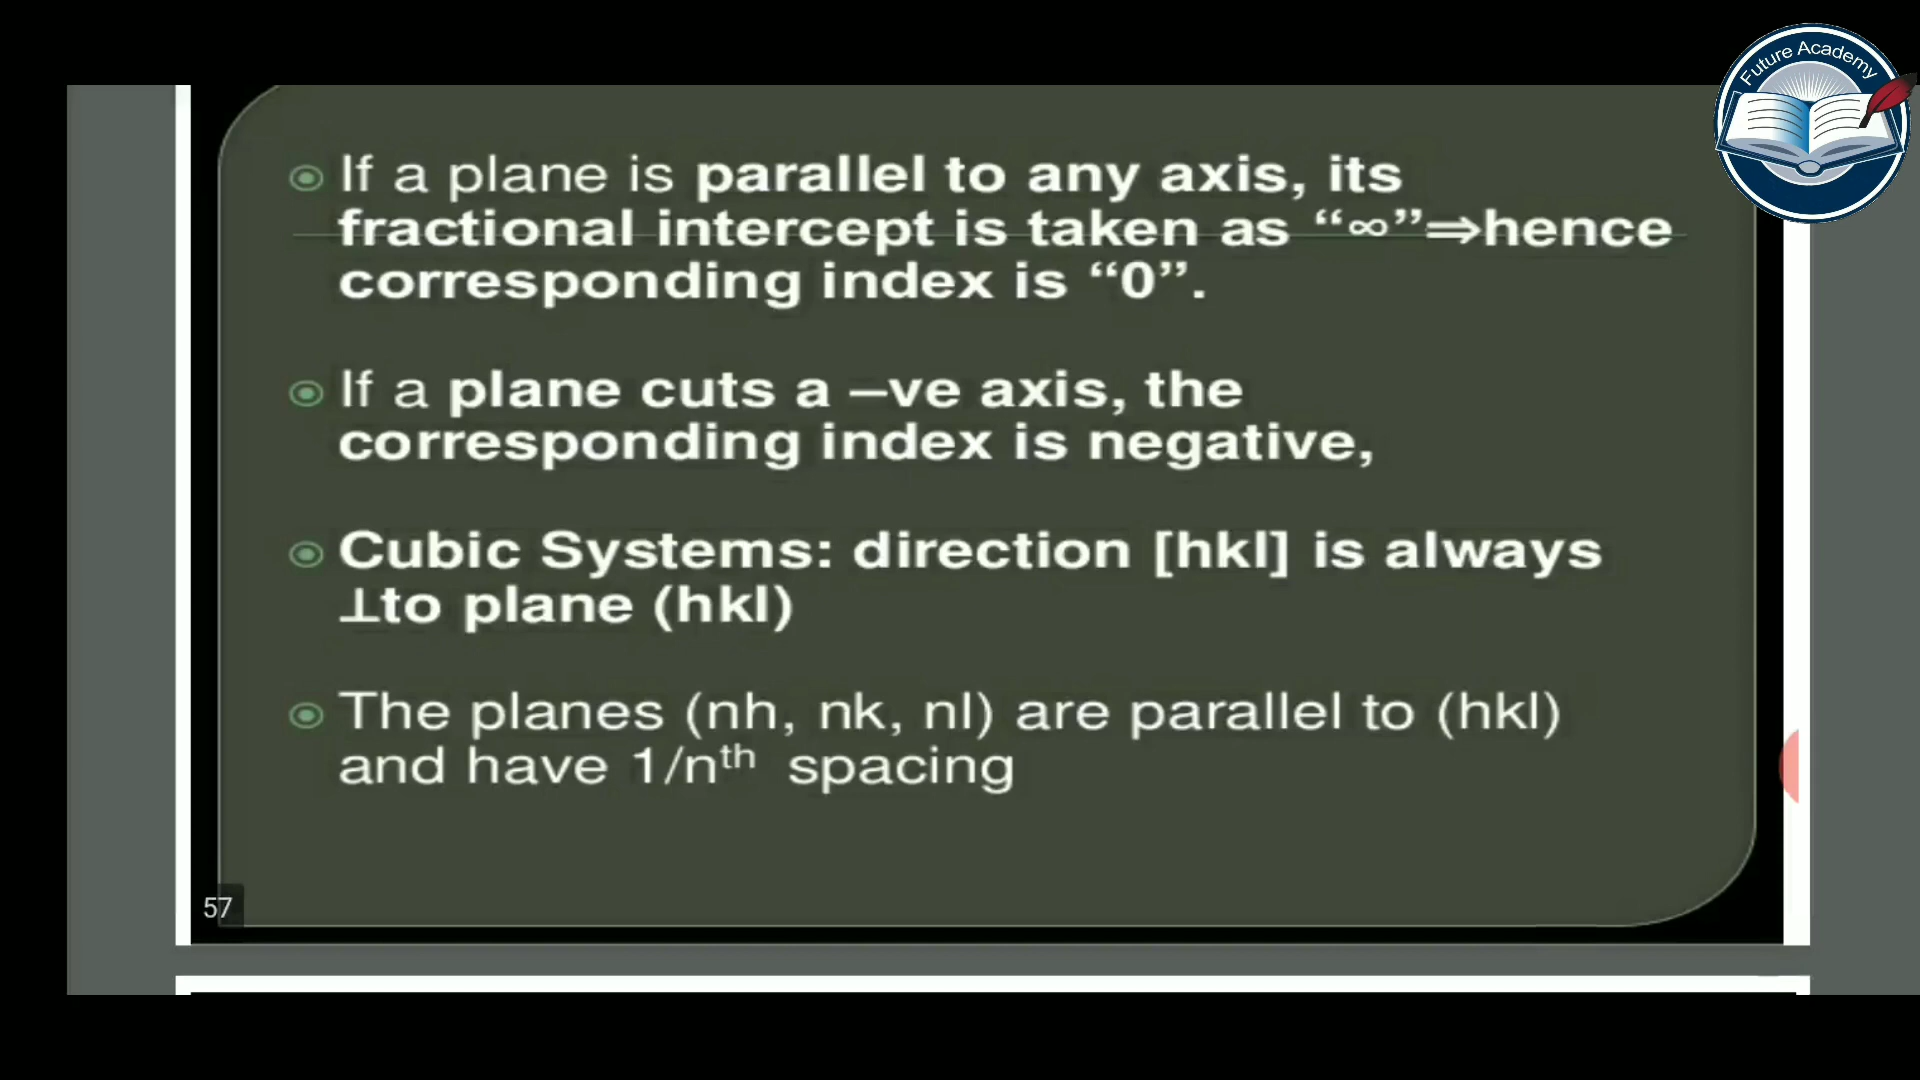 Future Academy
If a plane is parallel to any axis, its
fractional intercept is taken as “∞”⇒hence
corresponding index is “0”.
If a plane cuts a –ve axis, the
corresponding index is negative,
Cubic Systems: direction [hkl] is always
⊥to plane (hkl)
The planes (nh, nk, nl) are parallel to (hkl)
and have 1/nᵗʰ spacing
57